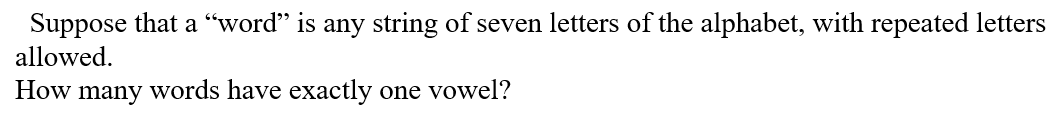 Suppose that a “word” is any string of seven letters of the alphabet, with repeated letters
allowed.
How many words have exactly one vowel?